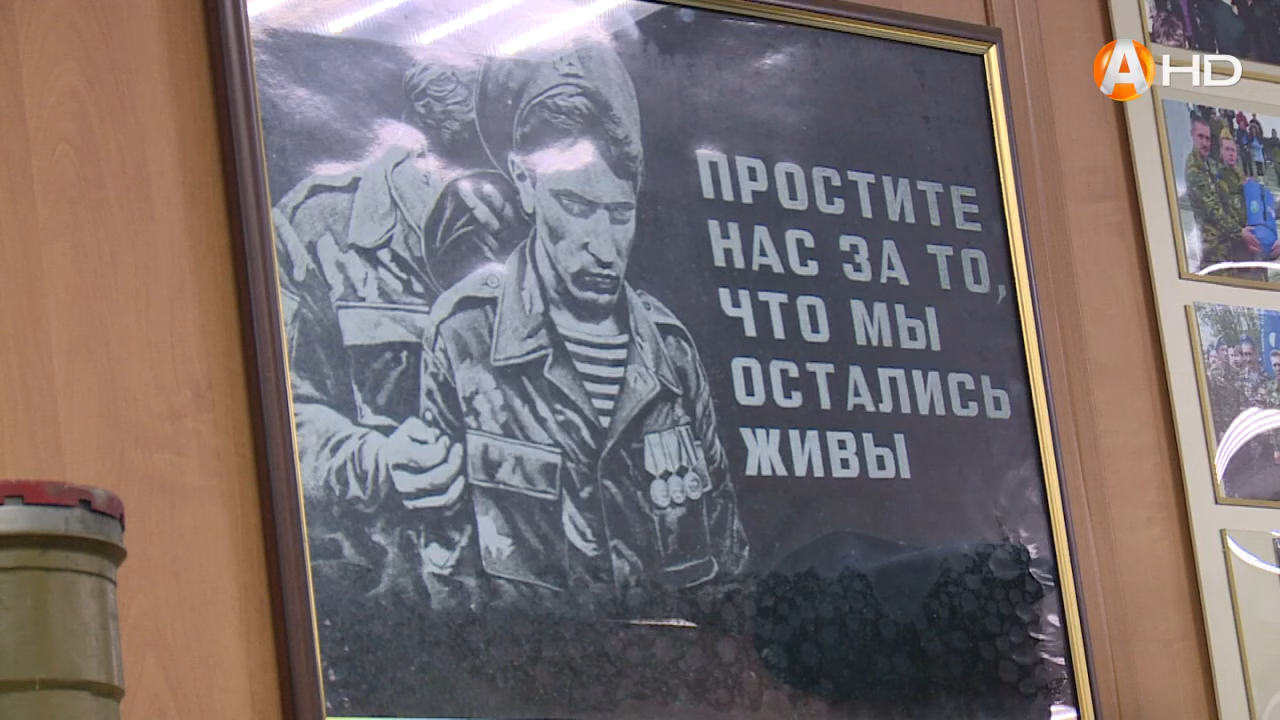 ПРОСТИТЕ
НАС ЗА ТО,
ЧТО МЫ
ОСТАЛИСЬ
ЖИВЫ
А HD